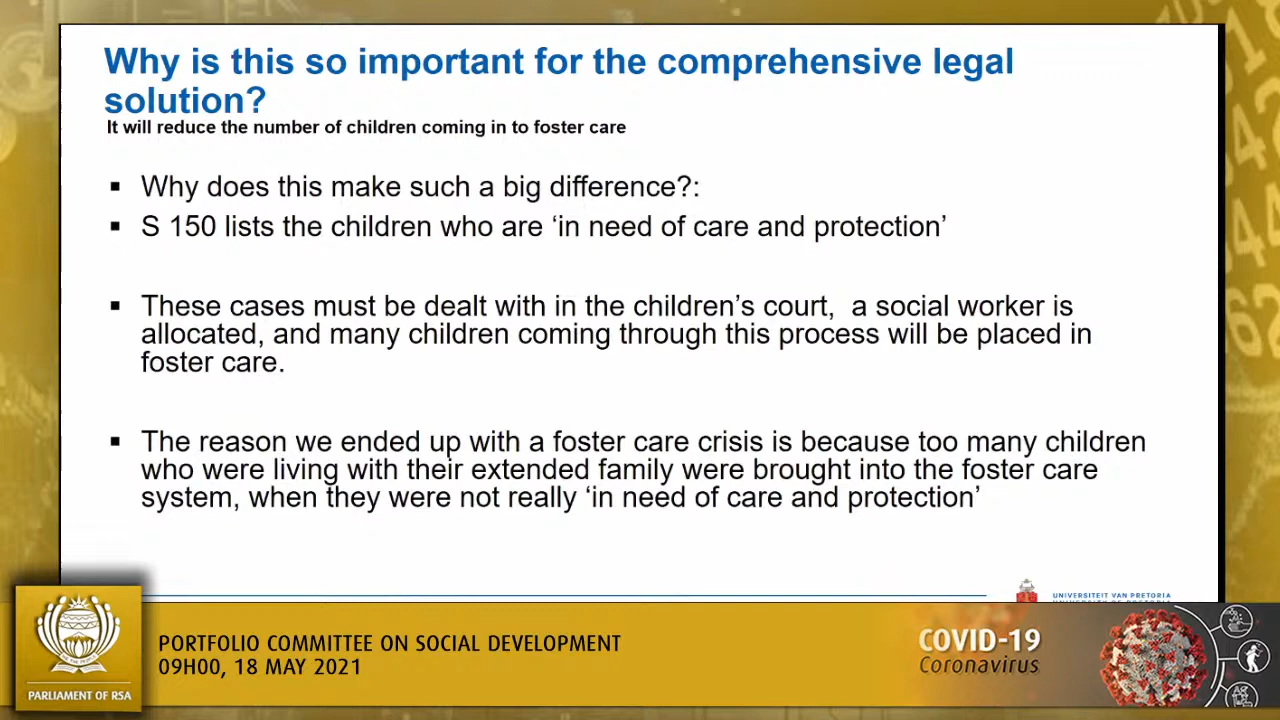 Why is this so important for the comprehensive legal
solution?
It will reduce the number of children coming in to foster care
▪ Why does this make such a big difference?:
▪ S 150 lists the children who are ‘in need of care and protection’
▪ These cases must be dealt with in the children’s court, a social worker is
allocated, and many children coming through this process will be placed in
foster care.
▪ The reason we ended up with a foster care crisis is because too many children
who were living with their extended family were brought into the foster care
system, when they were not really ‘in need of care and protection’
UNIVERSITEIT VAN PRETORIA
PORTFOLIO COMMITTEE ON SOCIAL DEVELOPMENT
09H00, 18 MAY 2021
PARLIAMENT OF RSA
COVID-19
Coronavirus